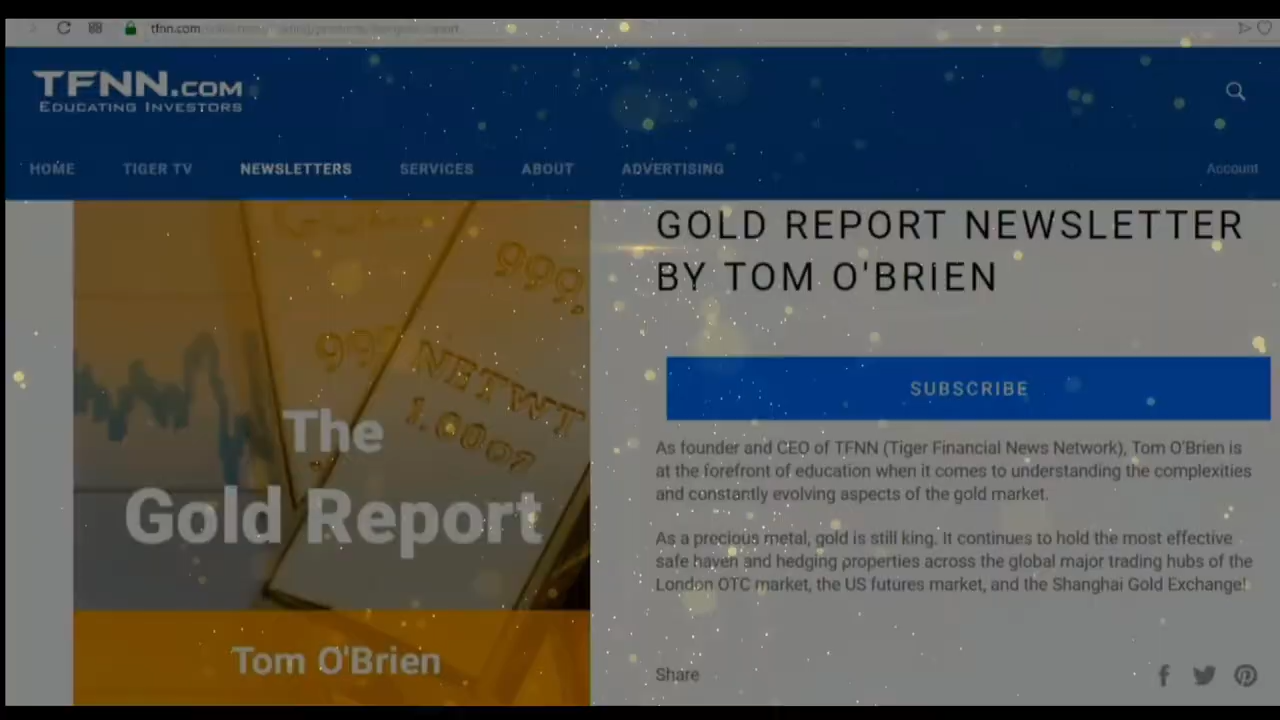 tfnn.com
TFNN.COM
EDUCATING INVESTORS
HOME
TIGER TV
NEWSLETTERS
SERVICES
ABOUT
ADVERTISING
Account
999,
999
NETWT
1.00oz
The
Gold Report
Tom O'Brien
GOLD REPORT NEWSLETTER
BY TOM O'BRIEN
SUBSCRIBE
As founder and CEO of TFNN (Tiger Financial News Network), Tom O'Brien is
at the forefront of education when it comes to understanding the complexities
and constantly evolving aspects of the gold market.
As a precious metal, gold is still king. It continues to hold the most effective
safe haven and hedging properties across the global major trading hubs of the
London OTC market, the US futures market, and the Shanghai Gold Exchange!
Share